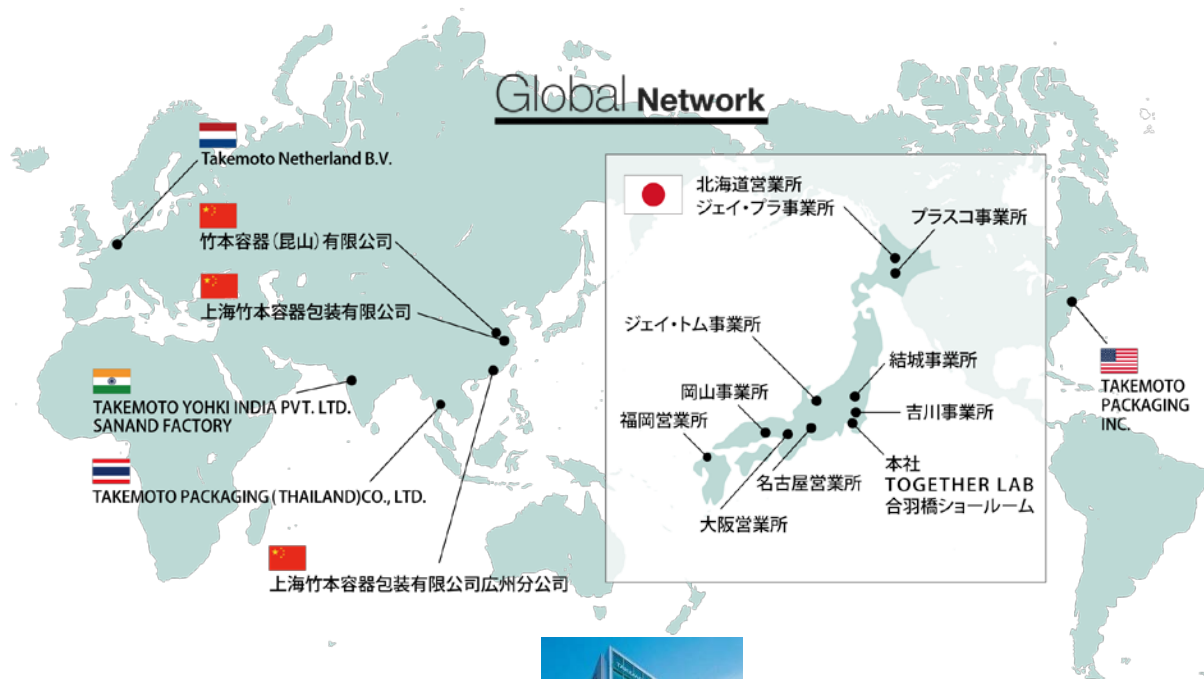 Global Network
Takemoto Netherland B.V.
竹本容器(昆山)有限公司
上海竹本容器包装有限公司
TAKEMOTO YOHKI INDIA PVT. LTD.
SANAND FACTORY
TAKEMOTO PACKAGING (THAILAND)CO., LTD.
上海竹本容器包装有限公司広州分公司
北海道営業所
ジェイ・プラ事業所
プラスコ事業所
ジェイ・トム事業所
結城事業所
岡山事業所
吉川事業所
福岡営業所
本社
TOGETHER LAB
合羽橋ショールーム
名古屋営業所
大阪営業所
TAKEMOTO
PACKAGING
INC.